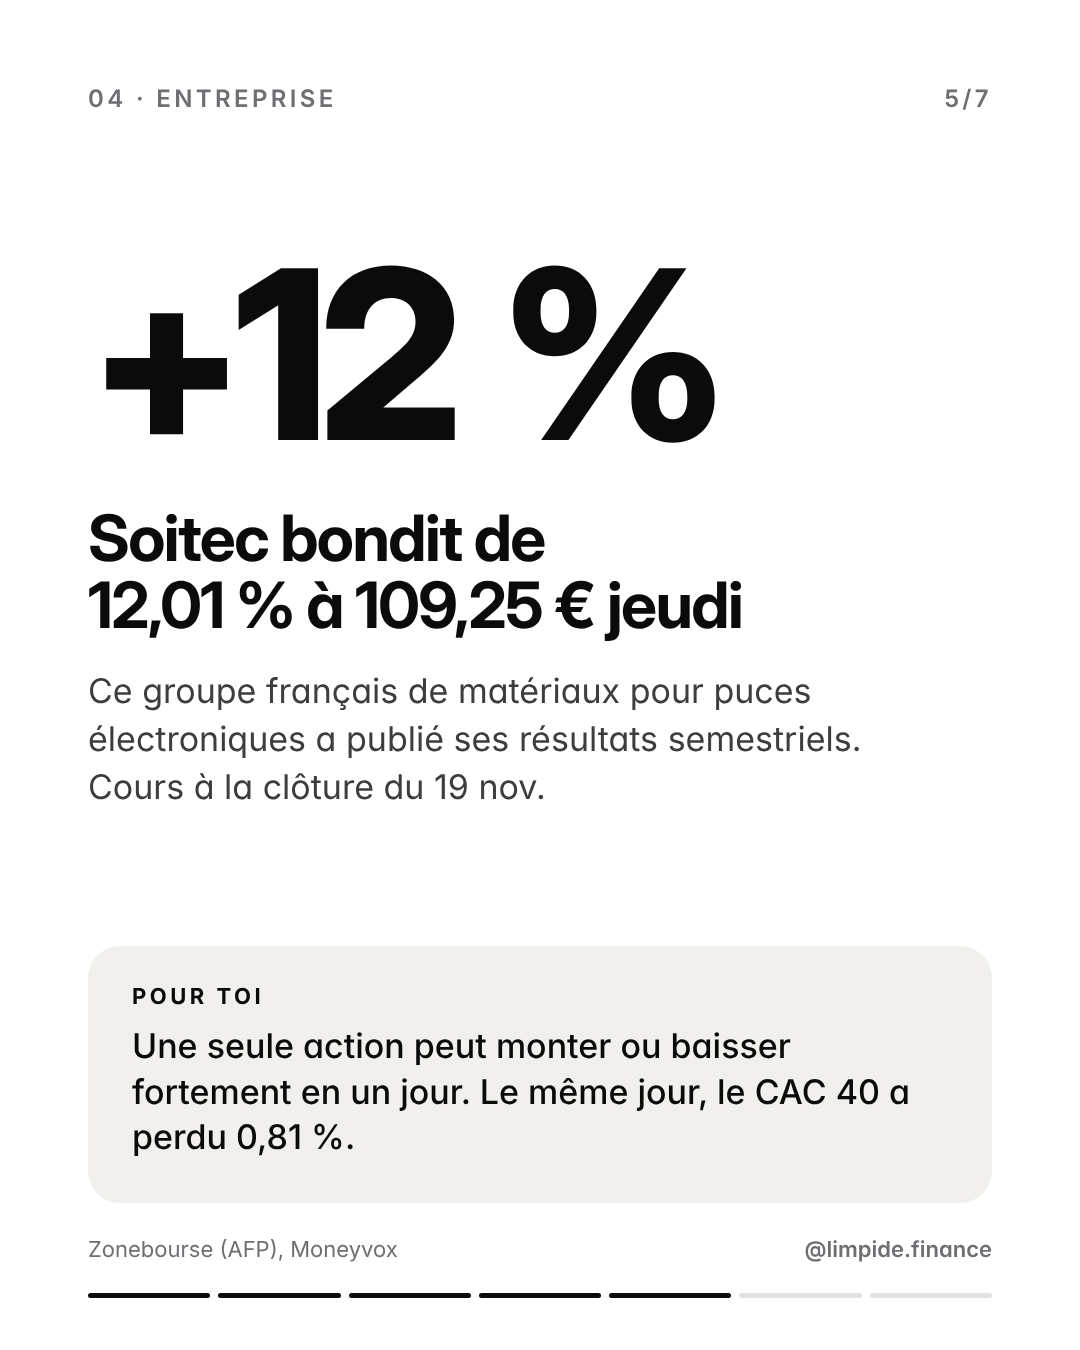 04 · ENTREPRISE
5/7
+12 %
Soitec bondit de
12,01 % à 109,25 € jeudi
Ce groupe français de matériaux pour puces
électroniques a publié ses résultats semestriels.
Cours à la clôture du 19 nov.
POUR TOI
Une seule action peut monter ou baisser
fortement en un jour. Le même jour, le CAC 40 a
perdu 0,81 %.
Zonebourse (AFP), Moneyvox
@limpide.finance